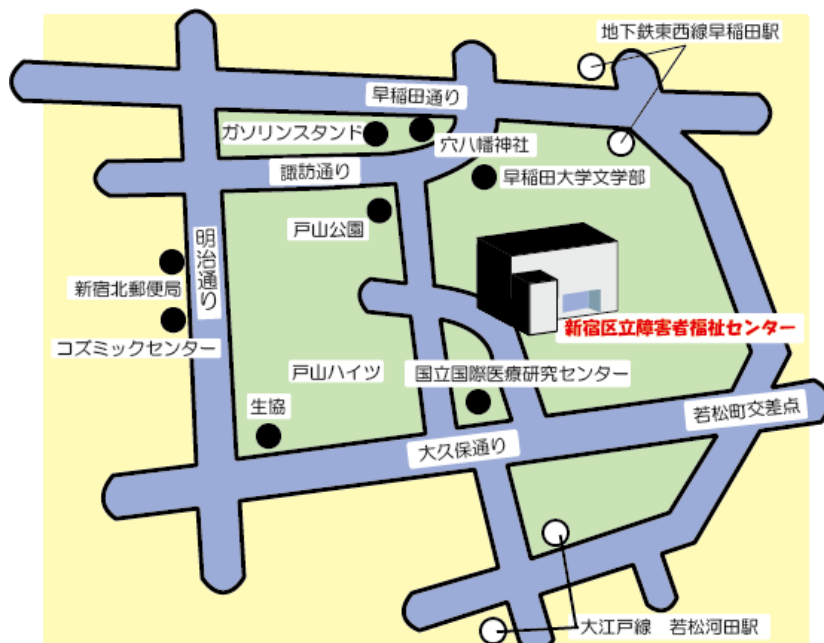 地下鉄東西線早稲田駅
早稲田通り
ガソリンスタンド
穴八幡神社
諏訪通り
早稲田大学文学部
戸山公園
明治通り
新宿北郵便局
新宿区立障害者福祉センター
コズミックセンター
戸山ハイツ
国立国際医療研究センター
生協
若松町交差点
大久保通り
大江戸線 若松河田駅